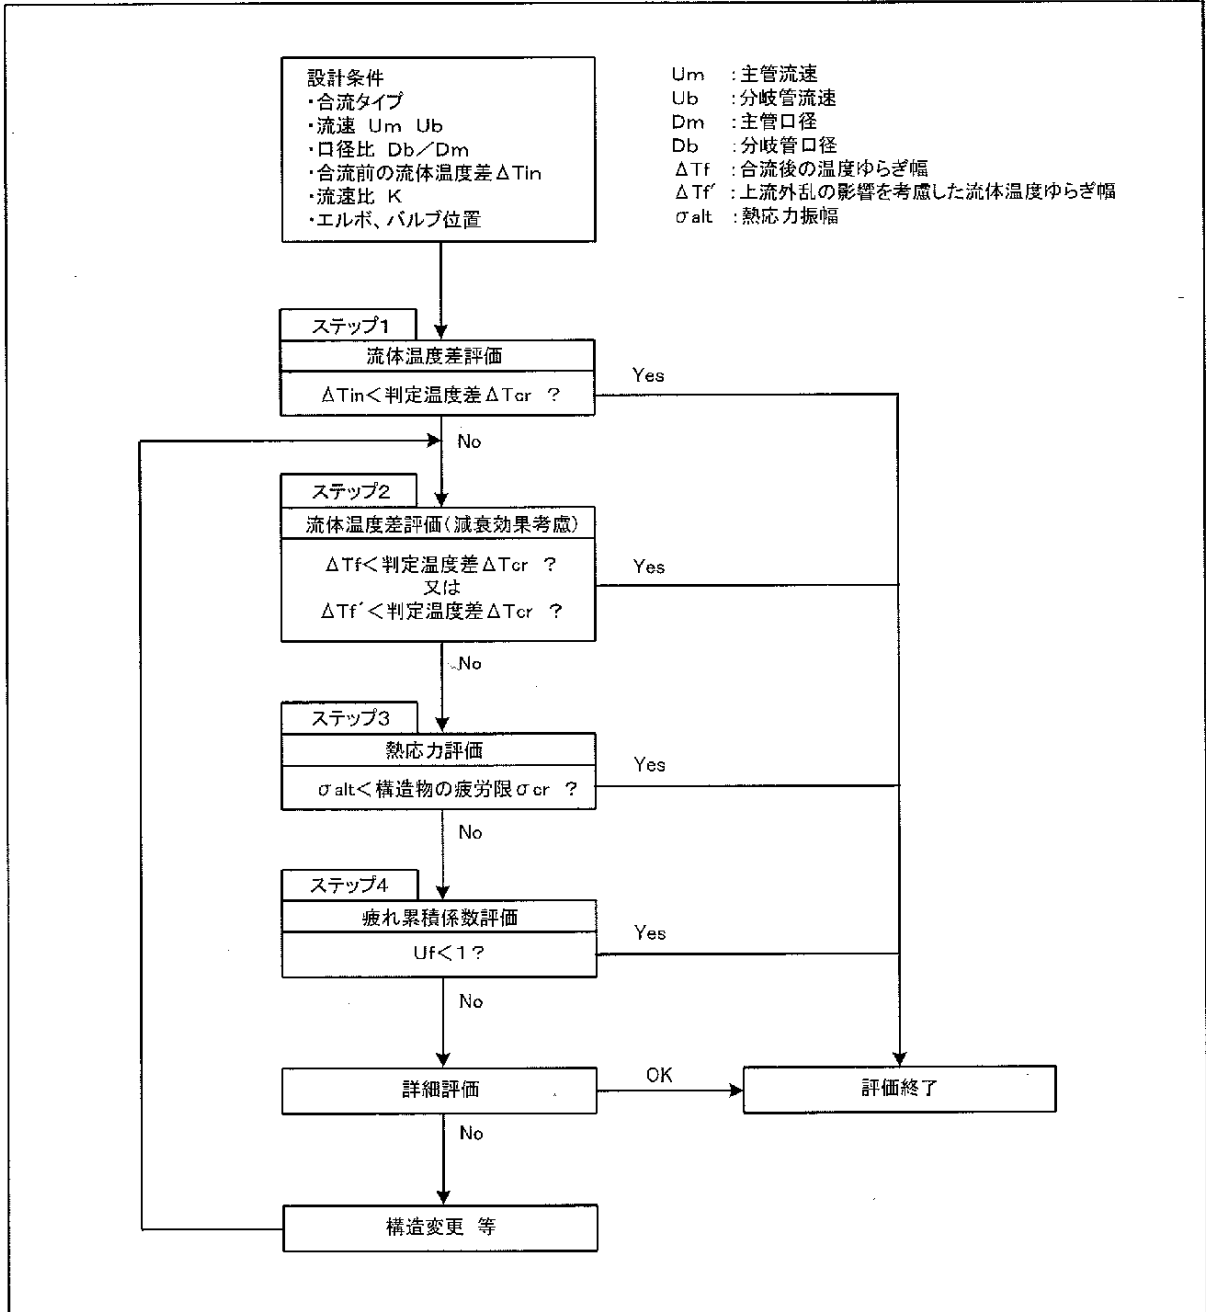 設計条件
・合流タイプ
・流速 Um Ub
・口径比 Db／Dm
・合流前の流体温度差ΔTin
・流速比 K
・エルボ、バルブ位置
Um :主管流速
Ub :分岐管流速
Dm :主管口径
Db :分岐管口径
ΔTf :合流後の温度ゆらぎ幅
ΔTf´ :上流外乱の影響を考慮した流体温度ゆらぎ幅
σalt :熱応力振幅
ステップ1
流体温度差評価
ΔTin＜判定温度差ΔTcr ？
Yes
No
ステップ2
流体温度差評価(減衰効果考慮)
ΔTf＜判定温度差ΔTcr ？
又は
ΔTf´＜判定温度差ΔTcr ？
Yes
No
ステップ3
熱応力評価
σalt＜構造物の疲労限σcr ？
Yes
No
ステップ4
疲れ累積係数評価
Uf＜1？
Yes
No
詳細評価
OK
評価終了
No
構造変更 等